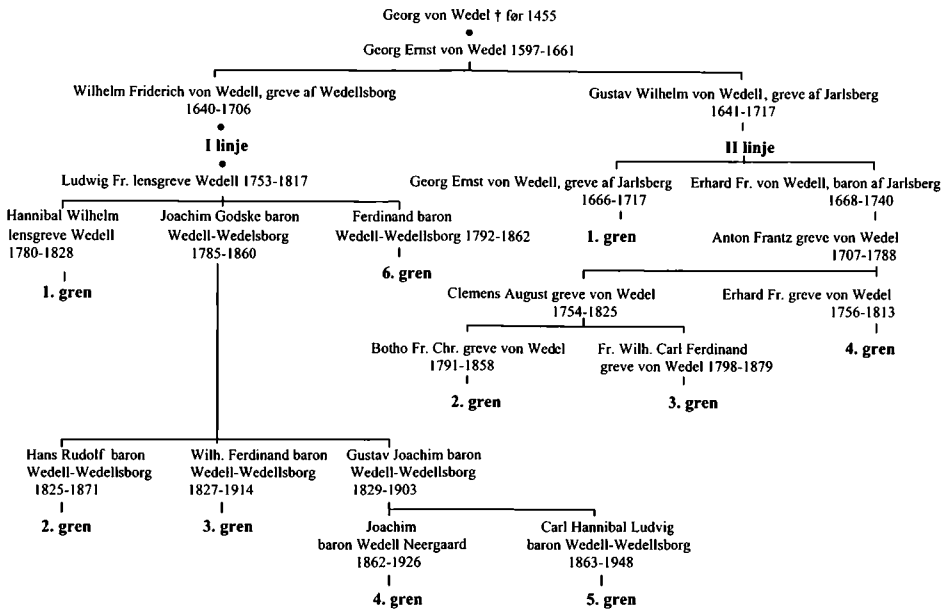 Georg von Wedel † før 1455
Georg Ernst von Wedel 1597-1661
Wilhelm Friderich von Wedell, greve af Wedellsborg
1640-1706
I linje
Ludwig Fr. lensgreve Wedell 1753-1817
Gustav Wilhelm von Wedell, greve af Jarlsberg
1641-1717
II linje
Hannibal Wilhelm
lensgreve Wedell
1780-1828
1. gren
Joachim Godske baron
Wedell-Wedelsborg
1785-1860
Ferdinand baron
Wedell-Wedelsborg 1792-1862
6. gren
Georg Ernst von Wedell, greve af Jarlsberg
1666-1717
1. gren
Erhard Fr. von Wedell, baron af Jarlsberg
1668-1740
Anton Frantz greve von Wedel
1707-1788
Clemens August greve von Wedel
1754-1825
Erhard Fr. greve von Wedel
1756-1813
4. gren
Botho Fr. Chr. greve von Wedel
1791-1858
2. gren
Fr. Wilh. Carl Ferdinand
greve von Wedel 1798-1879
3. gren
Hans Rudolf baron
Wedell-Wedellsborg
1825-1871
2. gren
Wilh. Ferdinand baron
Wedell-Wedellsborg
1827-1914
3. gren
Gustav Joachim baron
Wedell-Wedellsborg
1829-1903
Joachim
baron Wedell Neergaard
1862-1926
4. gren
Carl Hannibal Ludvig
baron Wedell-Wedellsborg
1863-1948
5. gren